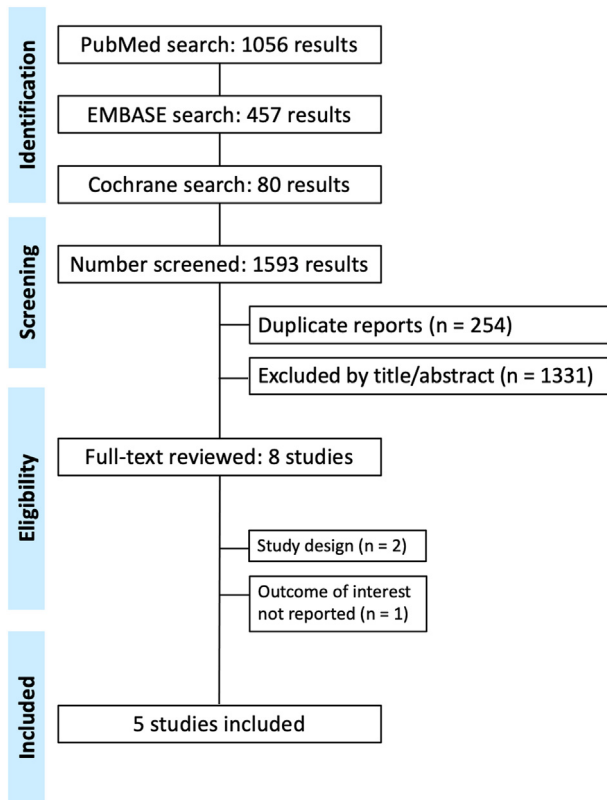 Identification
PubMed search: 1056 results
EMBASE search: 457 results
Cochrane search: 80 results
Screening
Number screened: 1593 results
Duplicate reports (n = 254)
Excluded by title/abstract (n = 1331)
Eligibility
Full-text reviewed: 8 studies
Study design (n = 2)
Outcome of interest
not reported (n = 1)
Included
5 studies included